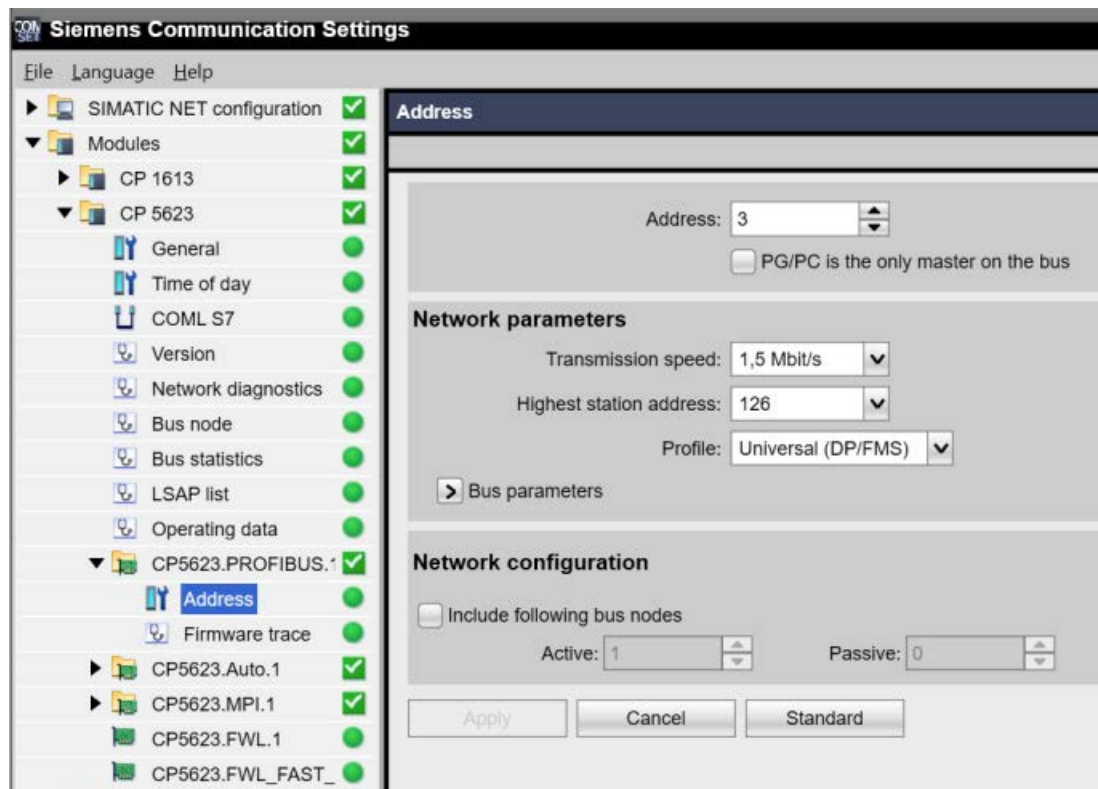 CON
SET
Siemens Communication Settings
File Language Help
SIMATIC NET configuration
Modules
CP 1613
CP 5623
General
Time of day
COML S7
Version
Network diagnostics
Bus node
Bus statistics
LSAP list
Operating data
CP5623.PROFIBUS.1
Address
Firmware trace
CP5623.Auto.1
CP5623.MPI.1
CP5623.FWL.1
CP5623.FWL_FAST_
Address
Address: 3
PG/PC is the only master on the bus
Network parameters
Transmission speed: 1,5 Mbit/s
Highest station address: 126
Profile: Universal (DP/FMS)
Bus parameters
Network configuration
Include following bus nodes
Active: 1 Passive: 0
Apply Cancel Standard